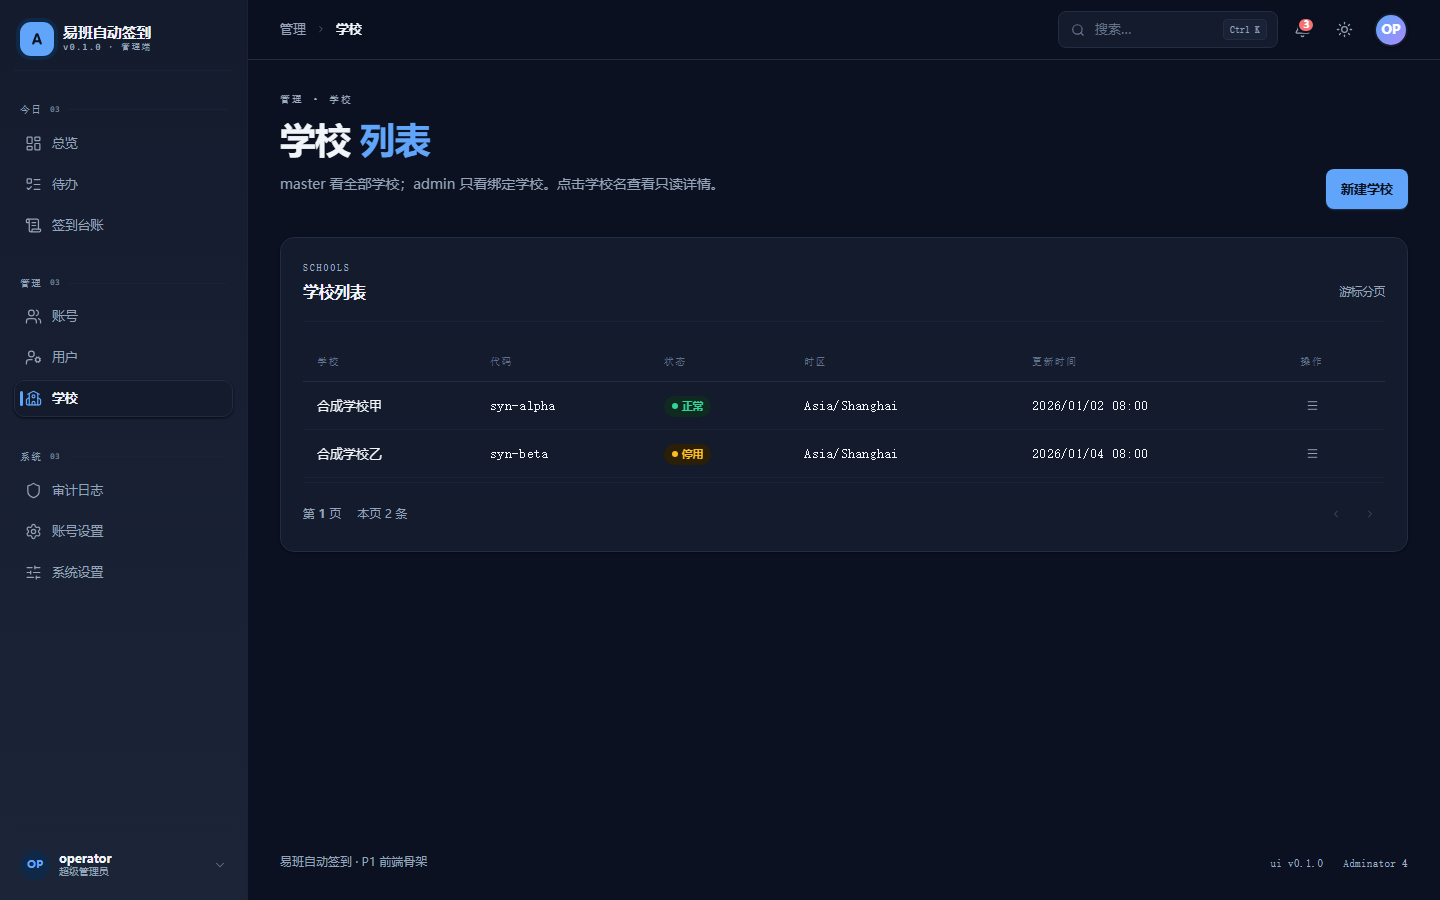 易班自动签到
v0.1.0 · 管理端
今日 03
总览
待办
签到台账
管理 03
账号
用户
学校
系统 03
审计日志
账号设置
系统设置
OP
operator
超级管理员
管理 › 学校
搜索... Ctrl K
3
OP
管理 · 学校
学校 列表
master 看全部学校；admin 只看绑定学校。点击学校名查看只读详情。
新建学校
SCHOOLS
学校列表
游标分页
学校 代码 状态 时区 更新时间 操作
合成学校甲 syn-alpha 正常 Asia/Shanghai 2026/01/02 08:00
合成学校乙 syn-beta 停用 Asia/Shanghai 2026/01/04 08:00
第 1 页 本页 2 条
易班自动签到 · P1 前端骨架
ui v0.1.0 Adminator 4
A